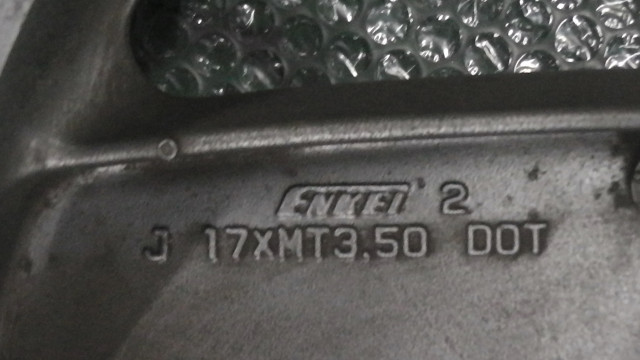 ENKEI 2
J 17XMT3.50 DOT